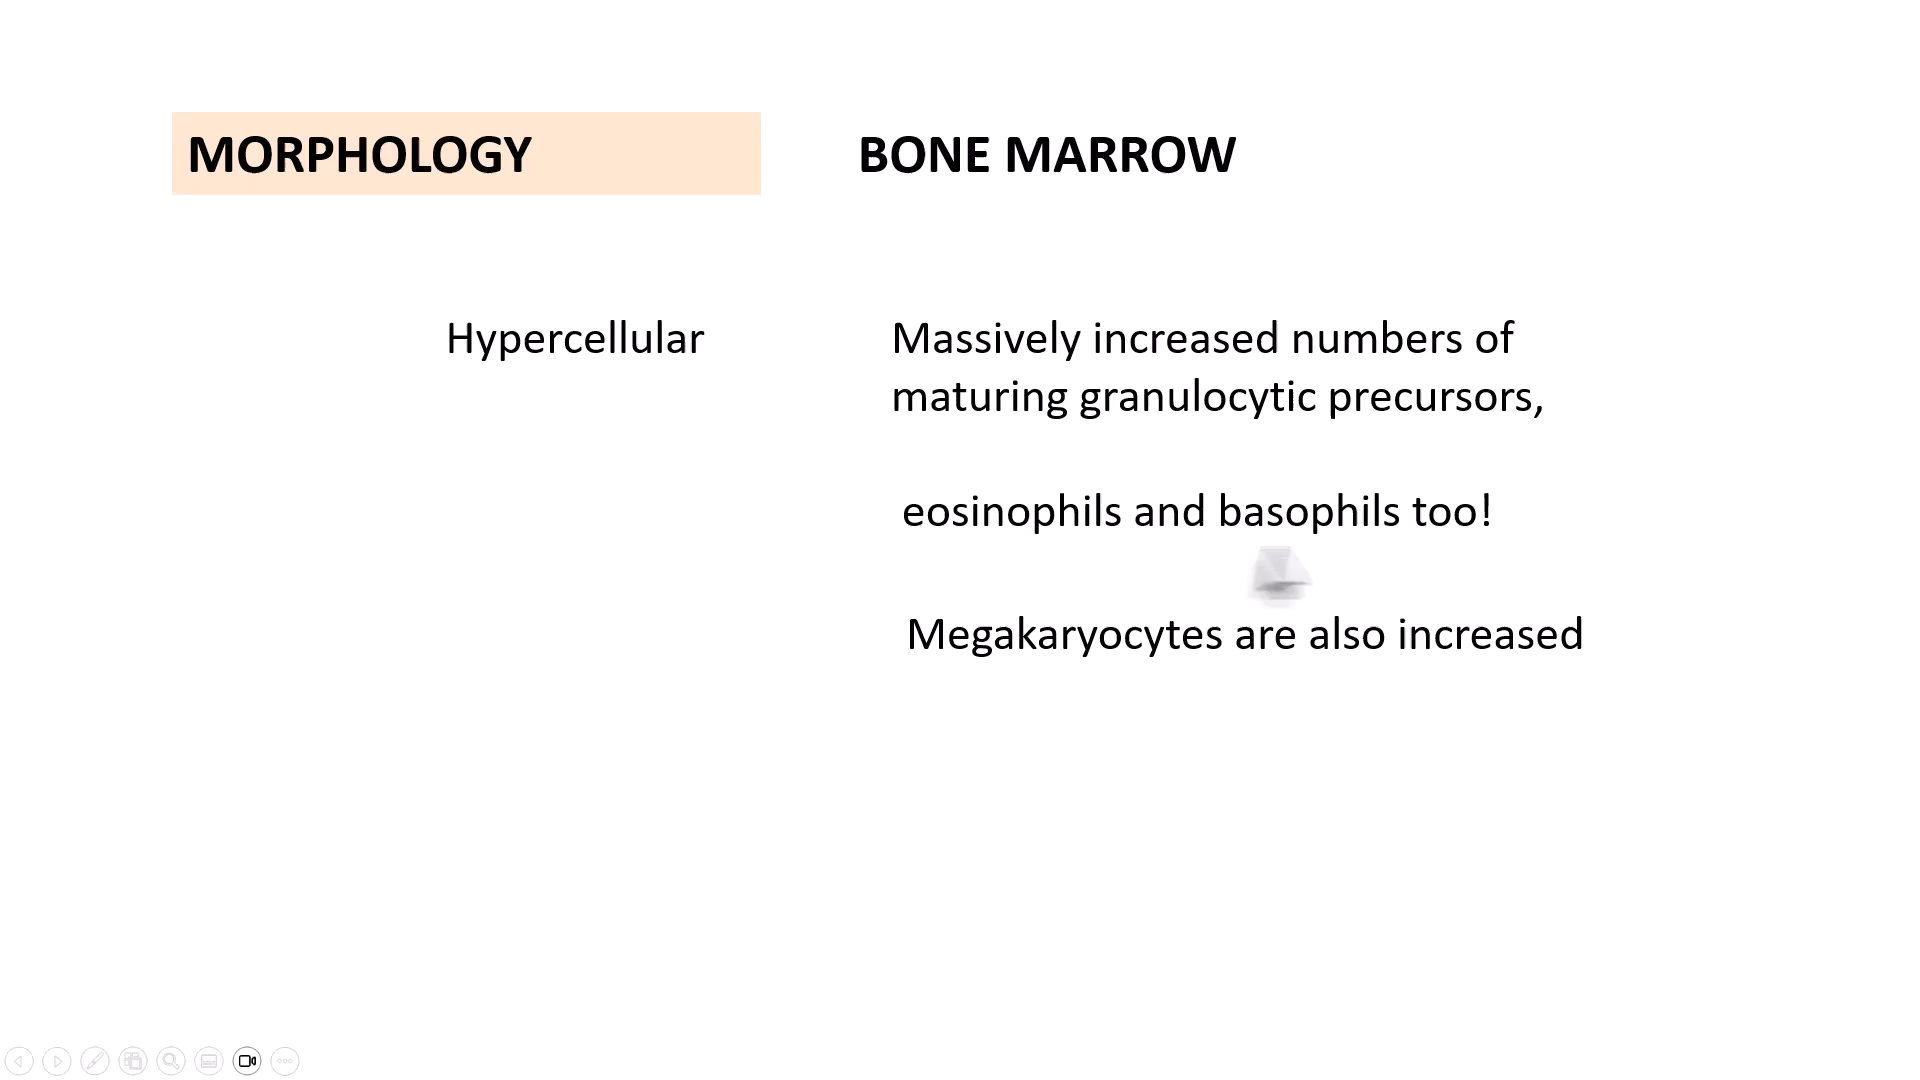 MORPHOLOGY
BONE MARROW
Hypercellular
Massively increased numbers of
maturing granulocytic precursors,
eosinophils and basophils too!
Megakaryocytes are also increased